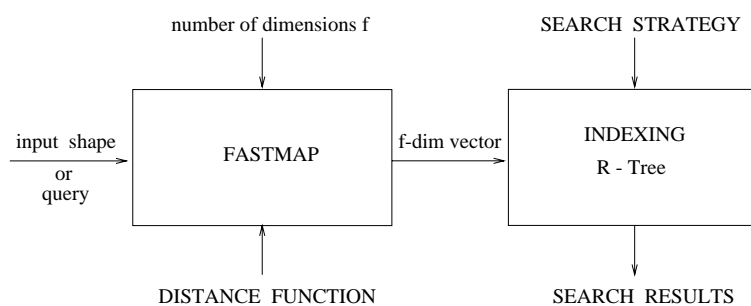 number of dimensions f
SEARCH STRATEGY
input shape
or
query
FASTMAP
f-dim vector
INDEXING
R - Tree
DISTANCE FUNCTION
SEARCH RESULTS